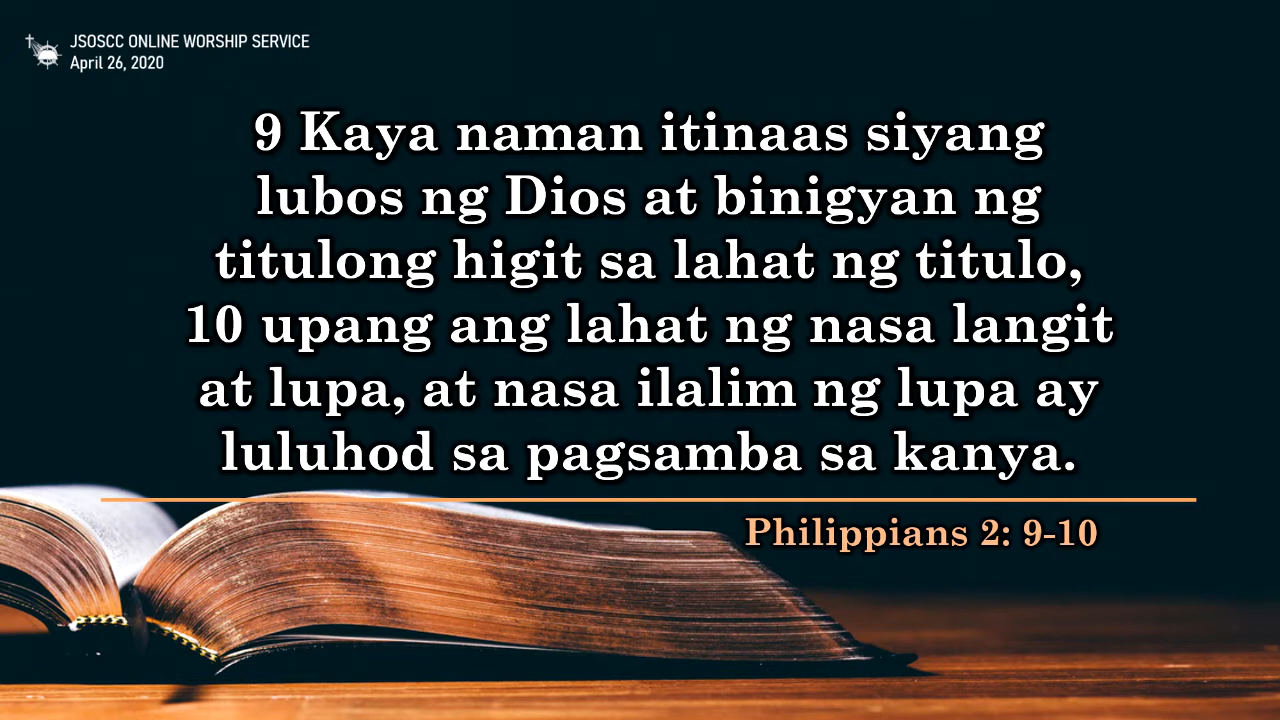 JSOSCC ONLINE WORSHIP SERVICE
April 26, 2020
9 Kaya naman itinaas siyang
lubos ng Dios at binigyan ng
titulong higit sa lahat ng titulo,
10 upang ang lahat ng nasa langit
at lupa, at nasa ilalim ng lupa ay
luluhod sa pagsamba sa kanya.
Philippians 2: 9-10